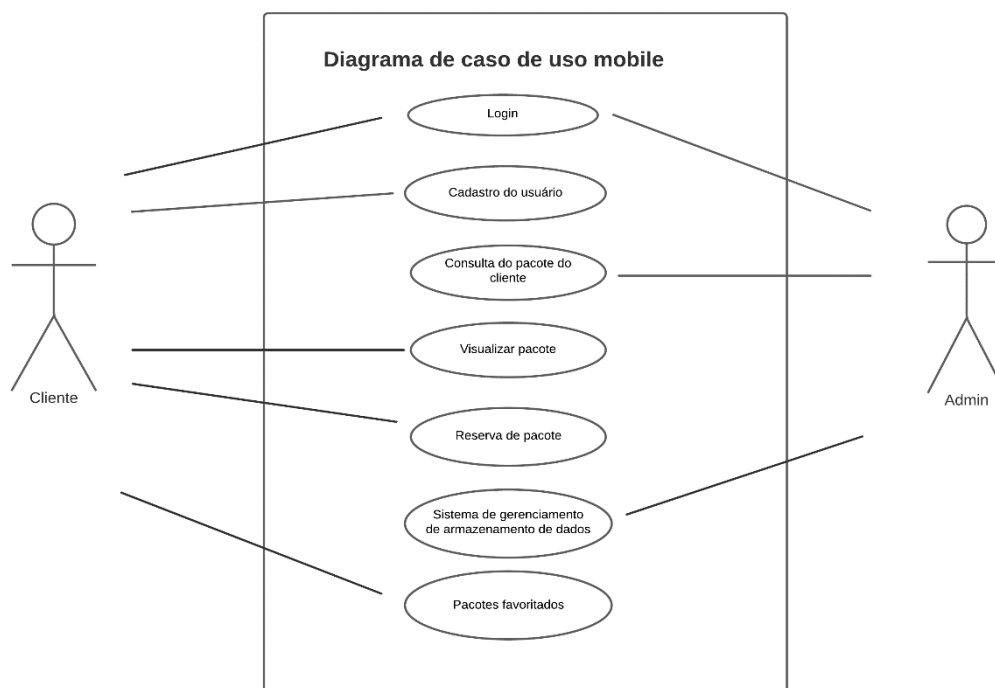 Diagrama de caso de uso mobile
Login
Cadastro do usuário
Consulta do pacote do
cliente
Visualizar pacote
Cliente
Admin
Reserva de pacote
Sistema de gerenciamento
de armazenamento de dados
Pacotes favoritados